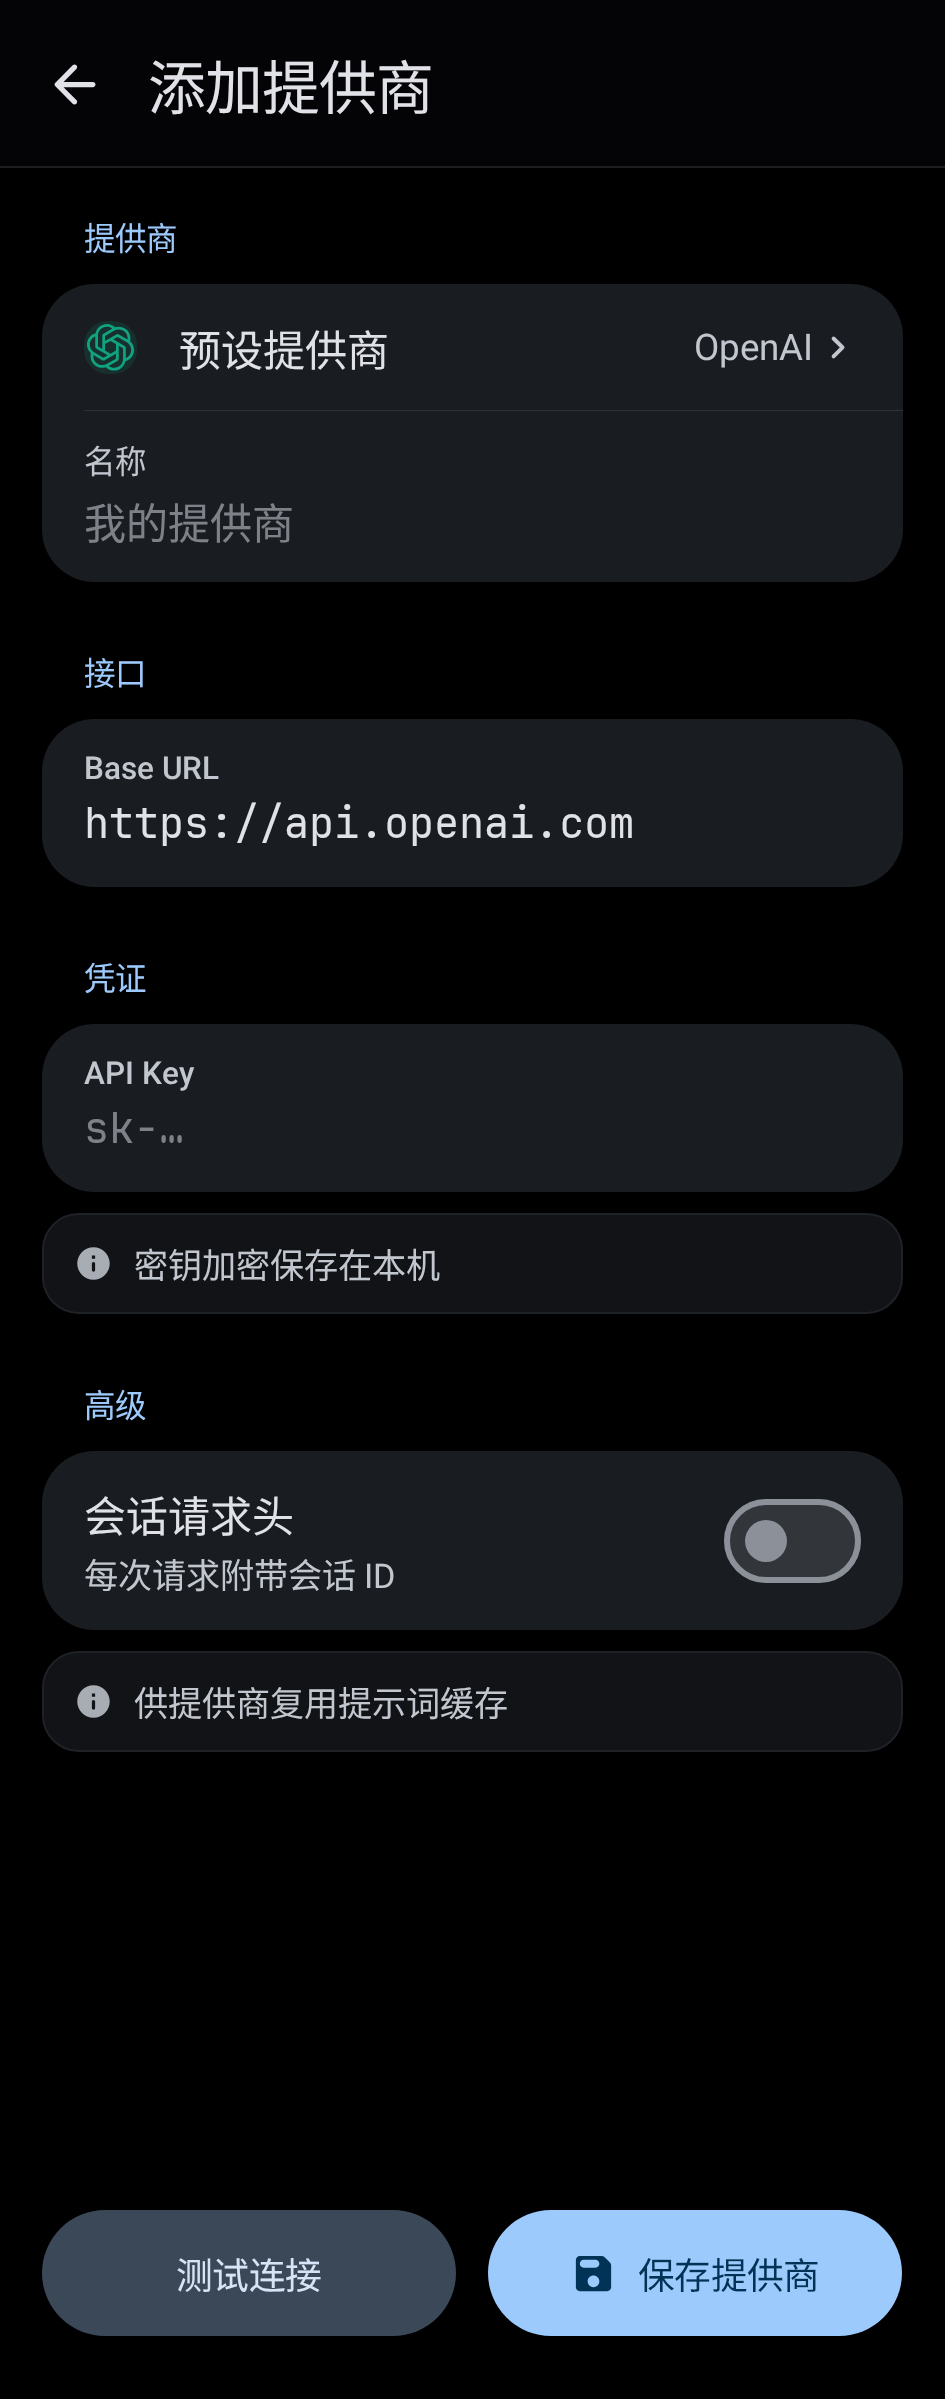 添加提供商
提供商
预设提供商 OpenAI
名称
我的提供商
接口
Base URL
https://api.openai.com
凭证
API Key
sk-…
密钥加密保存在本机
高级
会话请求头
每次请求附带会话 ID
供提供商复用提示词缓存
测试连接 保存提供商